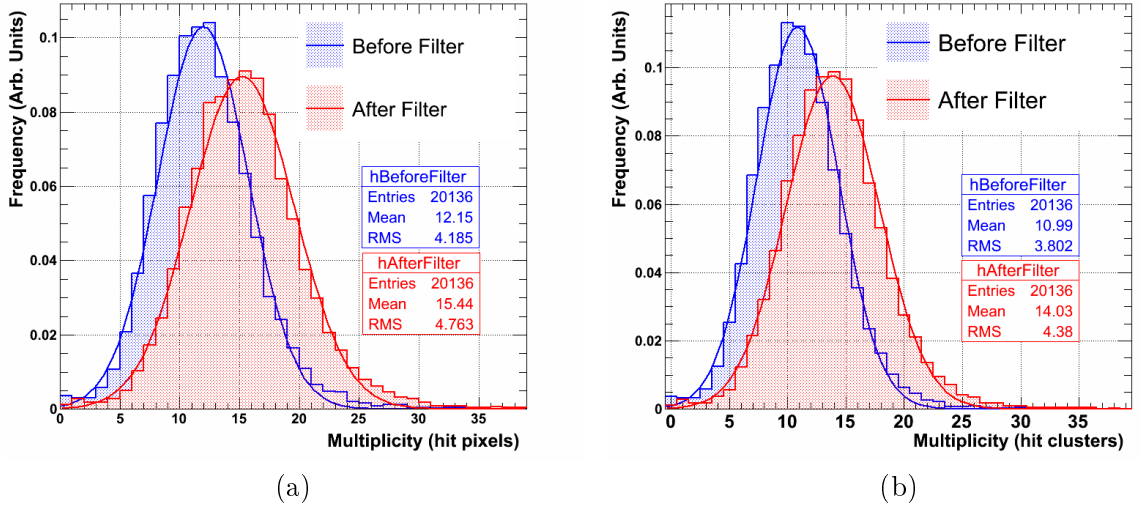 Frequency (Arb. Units)
0.1
0.08
0.06
0.04
0.02
0
Before Filter
After Filter
hBeforeFilter
Entries 20136
Mean 12.15
RMS 4.185
hAfterFilter
Entries 20136
Mean 15.44
RMS 4.763
0 5 10 15 20 25 30 35
Multiplicity (hit pixels)
(a)
Frequency (Arb. Units)
0.1
0.08
0.06
0.04
0.02
0
Before Filter
After Filter
hBeforeFilter
Entries 20136
Mean 10.99
RMS 3.802
hAfterFilter
Entries 20136
Mean 14.03
RMS 4.38
0 5 10 15 20 25 30 35
Multiplicity (hit clusters)
(b)